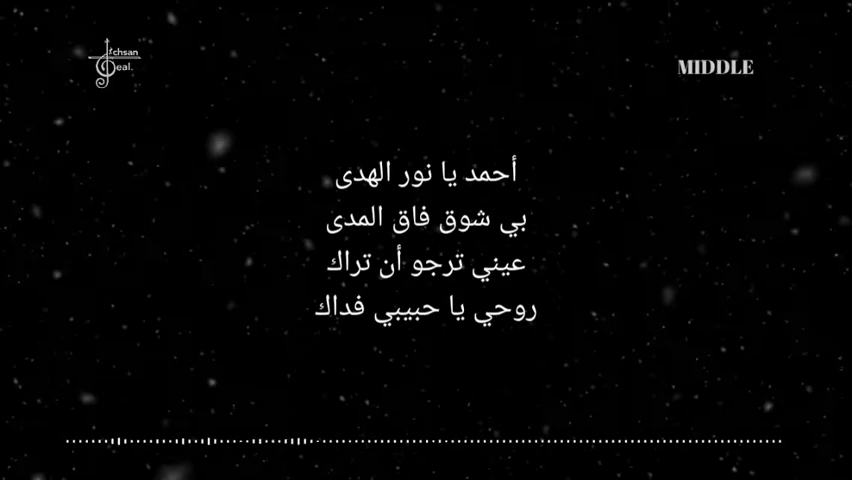 Ichsan
Deal.
MIDDLE
أحمد يا نور الهدى
بي شوق فاق المدى
عيني ترجو أن تراك
روحي يا حبيبي فداك